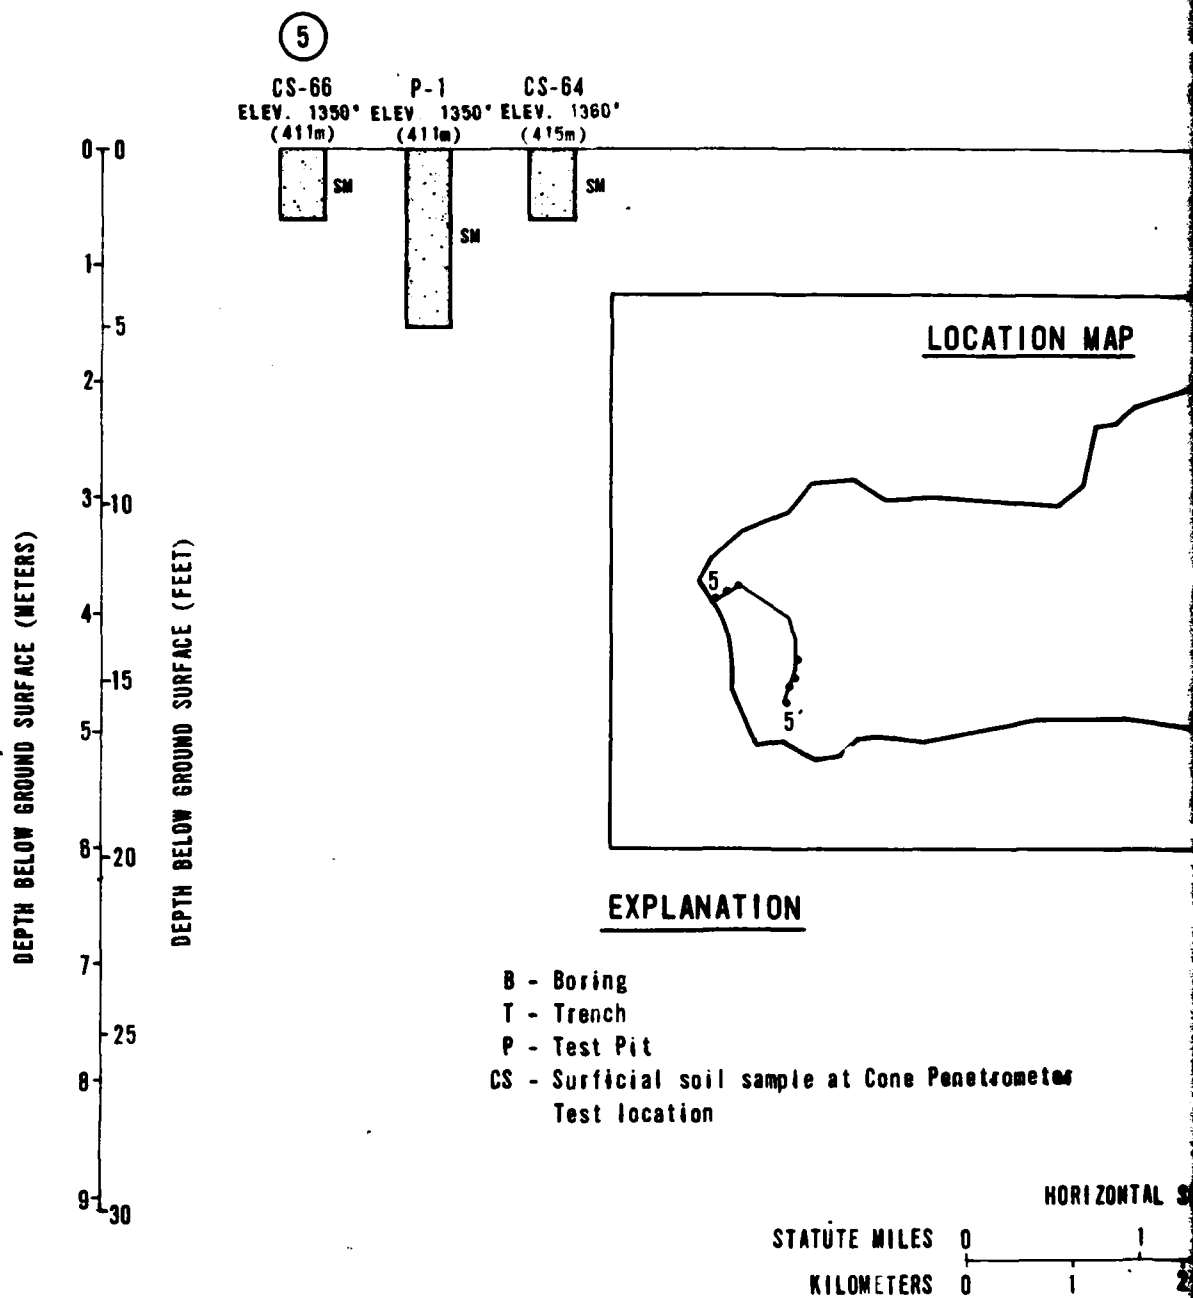 5
CS-66 P-1 CS-64
ELEV. 1350' ELEV 1350' ELEV. 1360'
(411m) (411m) (415m)
0 0
SM SM
SM
1
5
LOCATION MAP
2
3 10
5
4
15
5'
5
6 20
DEPTH BELOW GROUND SURFACE (METERS)
DEPTH BELOW GROUND SURFACE (FEET)
EXPLANATION
7
B - Boring
T - Trench
25
P - Test Pit
8
CS - Surficial soil sample at Cone Penetrometer
Test location
9 30
HORIZONTAL
STATUTE MILES 0 1
KILOMETERS 0 1 2